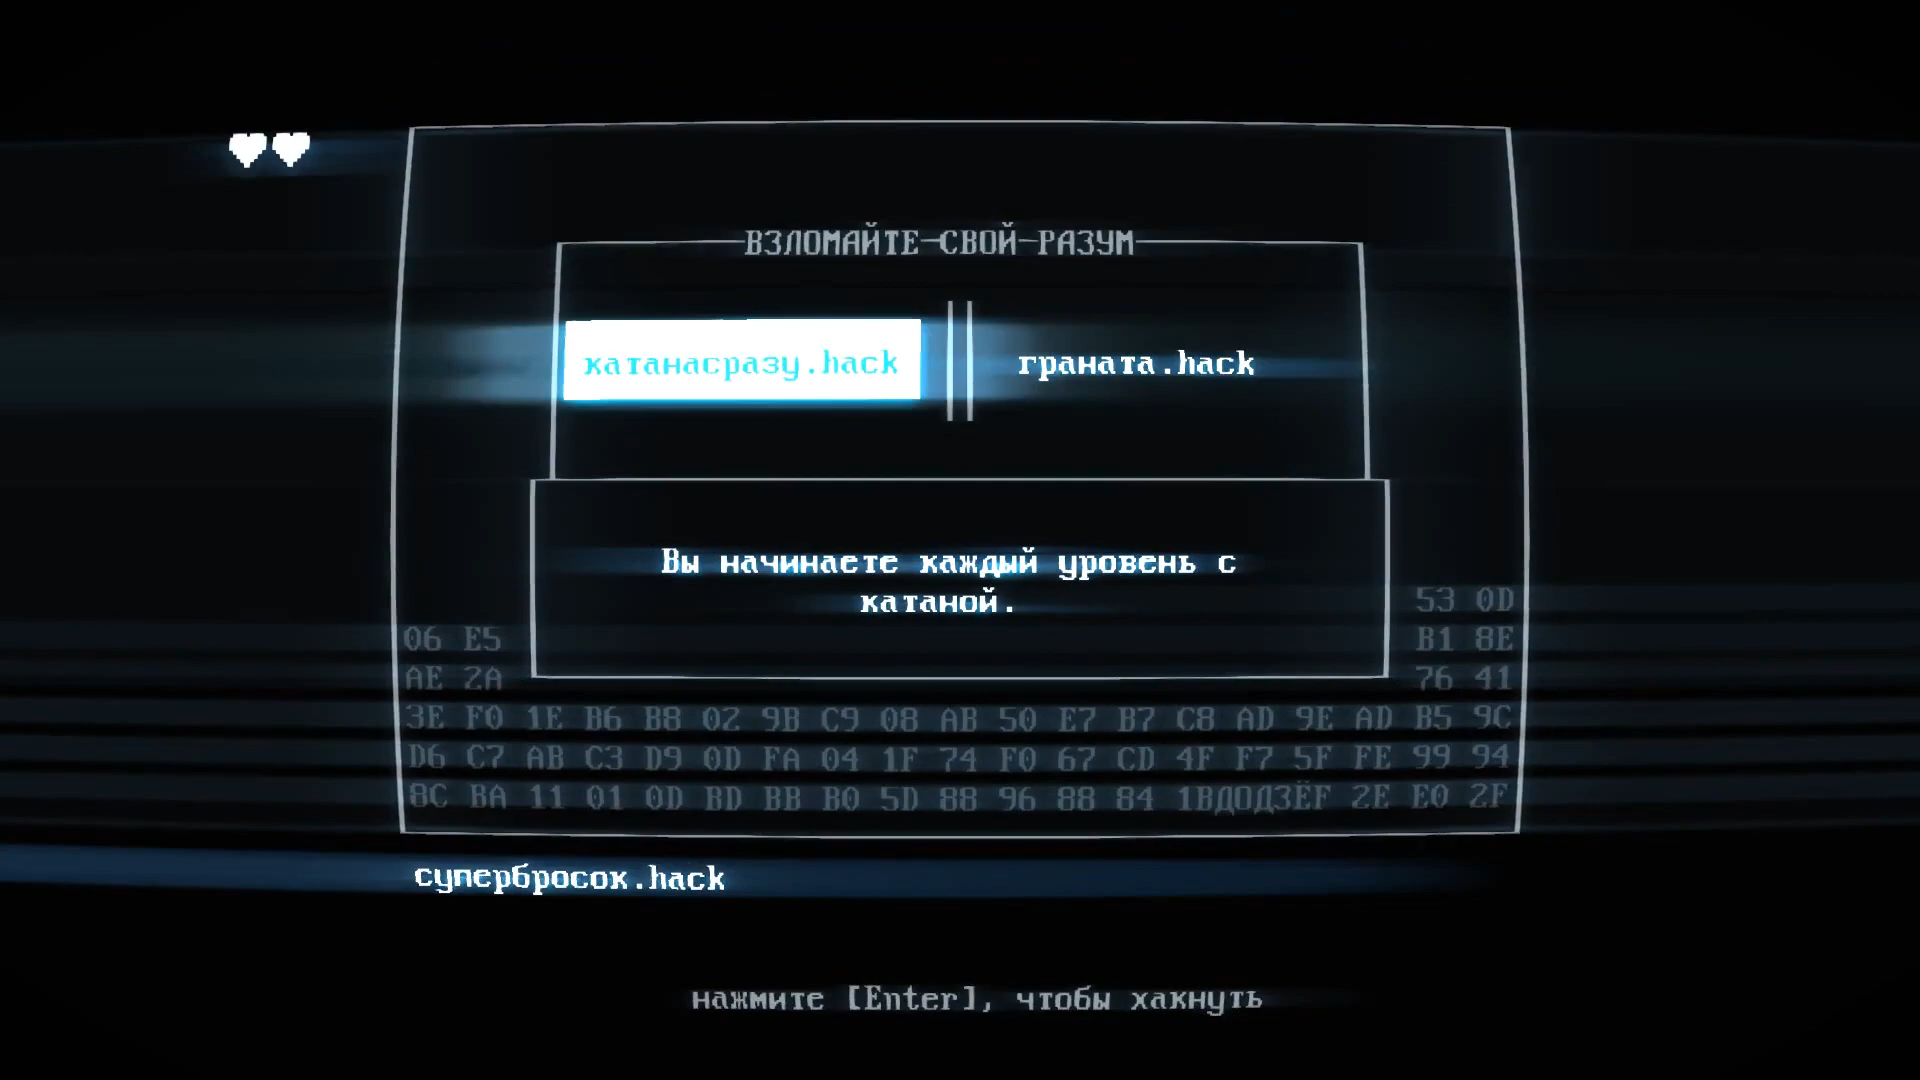 ВЗЛОМАЙТЕ СВОЙ РАЗУМ
катанасразу.hack
граната.hack
Вы начинаете каждый уровень с
катаной.
53 0D
06 E5
B1 8E
AE 2A
76 41
3E F0 1E B6 B8 02 9B C9 08 AB 50 E7 B7 C8 AD 9E AD B5 9C
D6 C7 AB C3 D9 0D FA 04 1F 74 F0 67 CD 4F F7 5F FE 99 94
8C BA 11 01 0D BD BB B0 5D 88 96 88 84 1BДОДЗЁF 2E E0 2F
супербросок.hack
нажмите [Enter], чтобы хакнуть